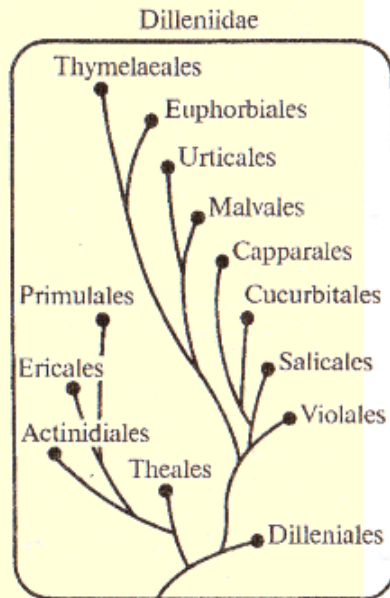 Dilleniidae
Thymelaeales
Euphorbiales
Urticales
Malvales
Capparales
Primulales
Cucurbitales
Ericales
Salicales
Actinidiales
Violales
Theales
Dilleniales